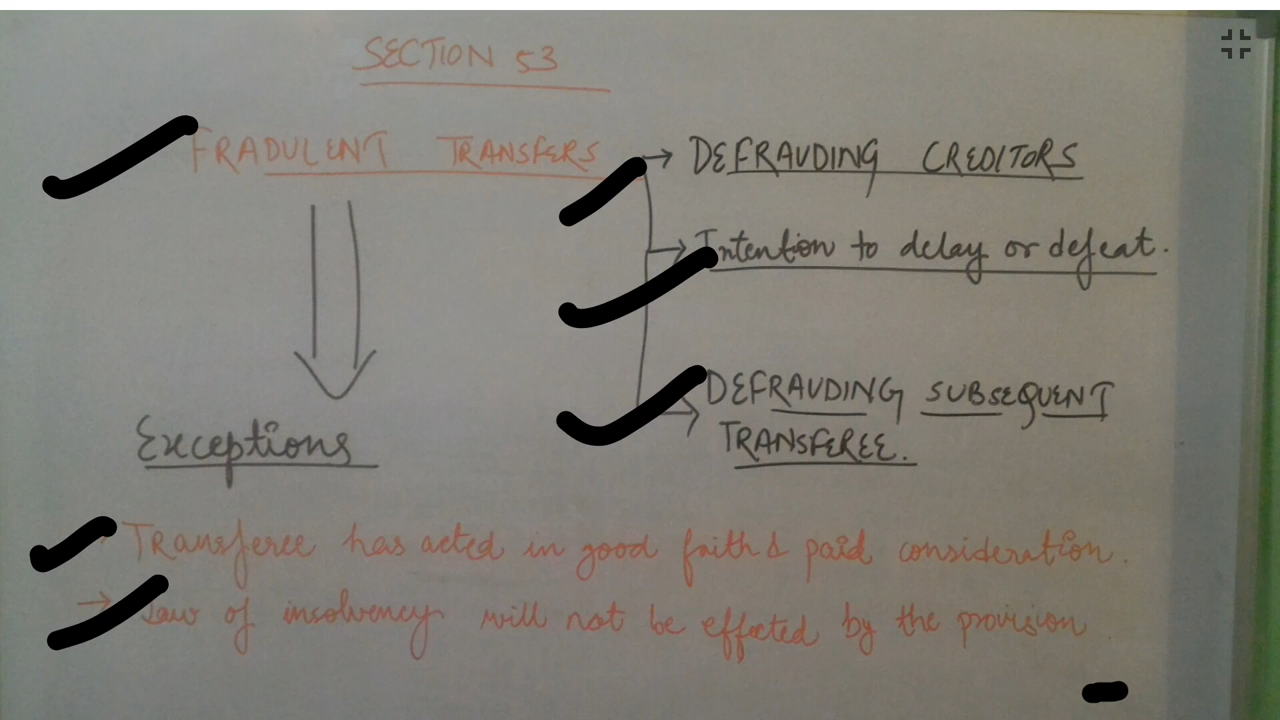 SECTION 53
FRADULENT TRANSFERS
→ DEFRAUDING CREDITORS
→ Intention to delay or defeat.
→ DEFRAUDING SUBSEQUENT
TRANSFEREE.
Exceptions
TRansferee has acted in good faith & paid consideration.
→ Law of insolvency will not be effected by the provision